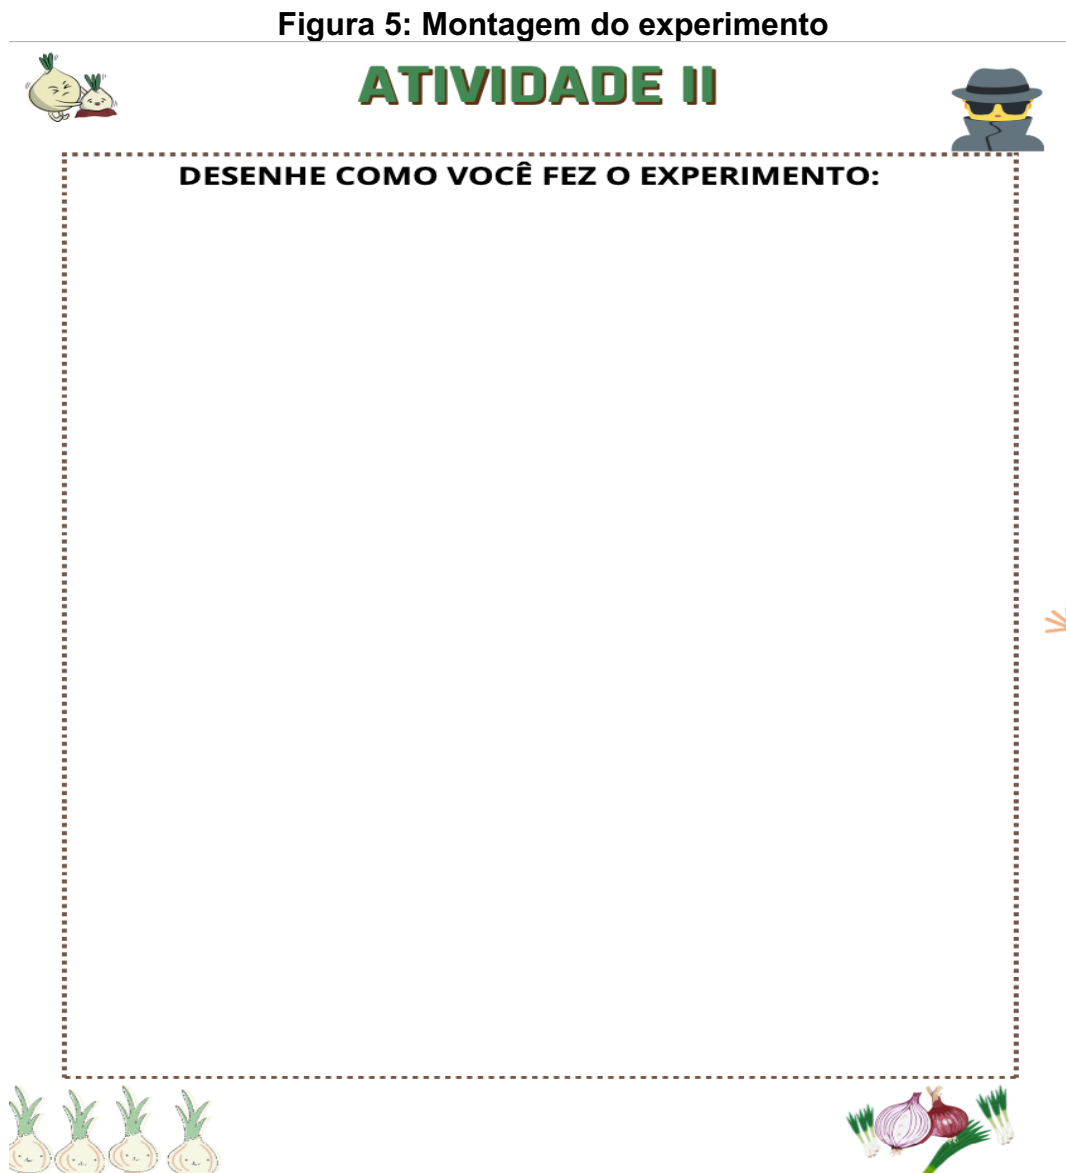 Figura 5: Montagem do experimento
ATIVIDADE II
DESENHE COMO VOCÊ FEZ O EXPERIMENTO: